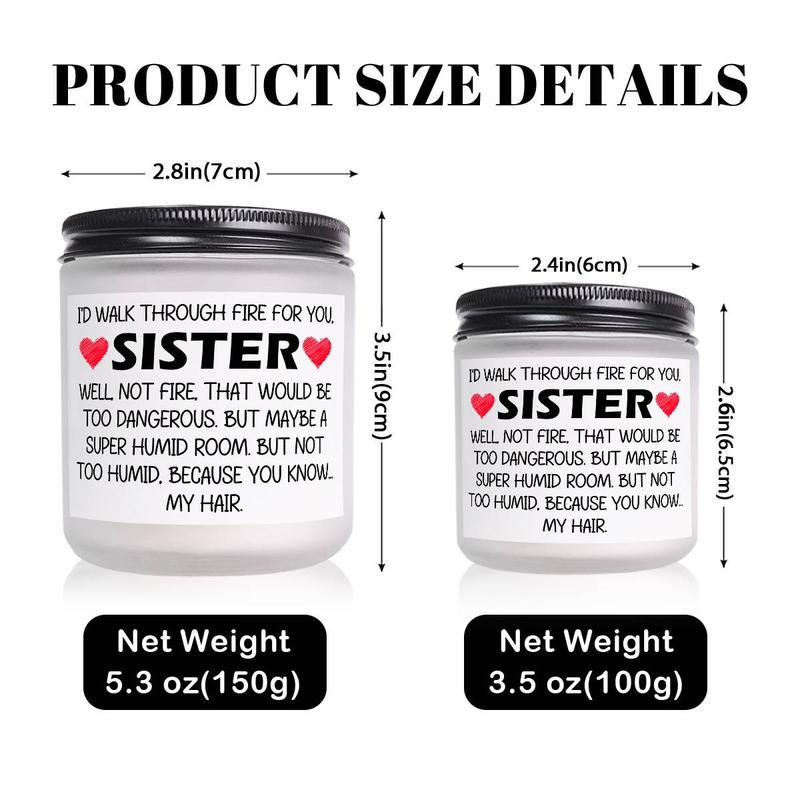 PRODUCT SIZE DETAILS
2.8in(7cm)
I'D WALK THROUGH FIRE FOR YOU,
SISTER
WELL, NOT FIRE, THAT WOULD BE
TOO DANGEROUS. BUT MAYBE A
SUPER HUMID ROOM. BUT NOT
TOO HUMID, BECAUSE YOU KNOW...
MY HAIR.
3.5in(9cm)
Net Weight
5.3 oz(150g)
2.4in(6cm)
I'D WALK THROUGH FIRE FOR YOU,
SISTER
WELL, NOT FIRE, THAT WOULD BE
TOO DANGEROUS. BUT MAYBE A
SUPER HUMID ROOM. BUT NOT
TOO HUMID, BECAUSE YOU KNOW...
MY HAIR.
2.6in(6.5cm)
Net Weight
3.5 oz(100g)